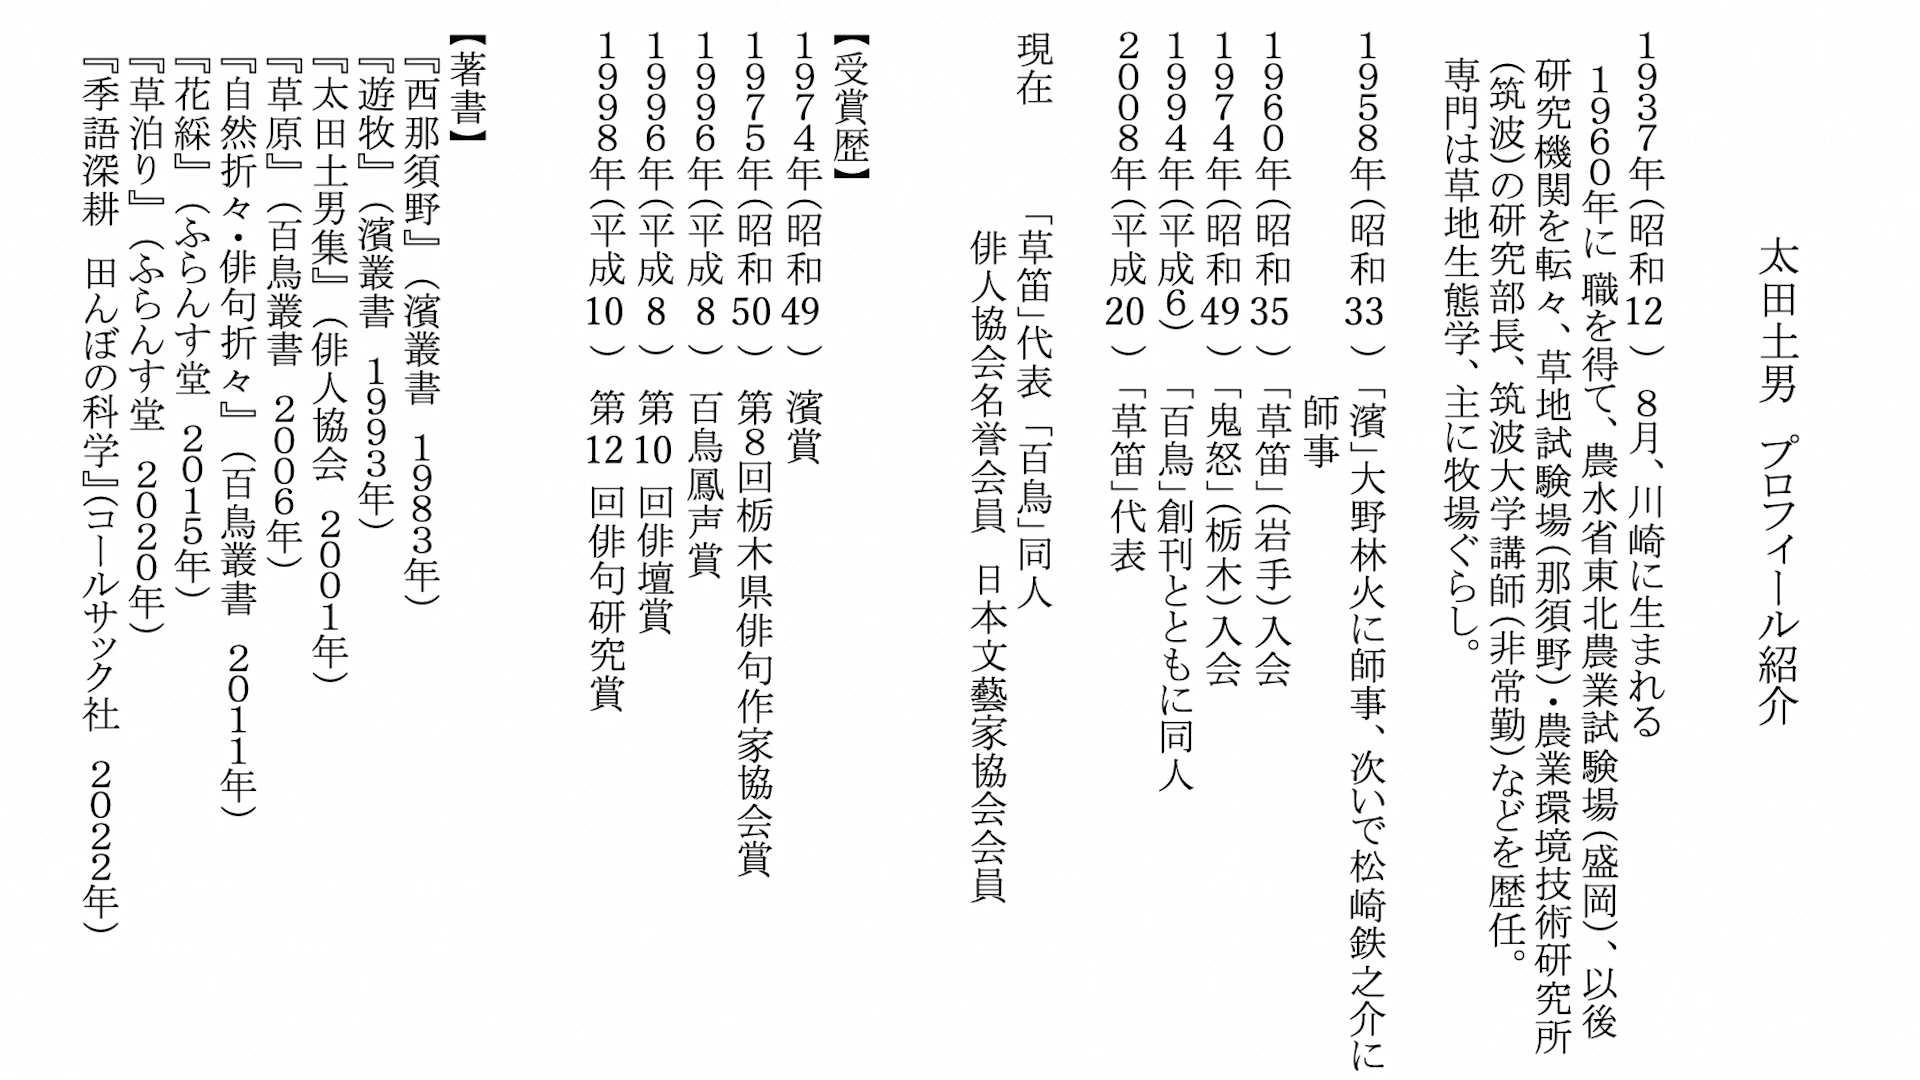 太田土男　プロフィール紹介
1937年（昭和12）　8月、川崎に生まれる
1960年に 職を得て、農水省東北農業試験場（盛岡）、以後
研究機関を転々、草地試験場（那須野）・農業環境技術研究所
（筑波）の研究部長、筑波大学講師（非常勤）などを歴任。
専門は草地生態学、主に牧場ぐらし。
1958年（昭和33）　「濱」大野林火に師事、次いで松崎鉄之介に
師事
1960年（昭和35）　「草笛」（岩手）入会
1974年（昭和49）　「鬼怒」（栃木）入会
1994年（平成6）　「百鳥」創刊とともに同人
2008年（平成20）　「草笛」代表
現在　　　「草笛」代表　「百鳥」同人
俳人協会名誉会員　日本文藝家協会会員
【受賞歴】
1974年（昭和49）　濱賞
1975年（昭和50）　第8回栃木県俳句作家協会賞
1996年（平成8）　百鳥鳳声賞
1996年（平成8）　第10回俳壇賞
1998年（平成10）　第12回俳句研究賞
【著書】
『西那須野』（濱叢書　1983年）
『遊牧』（濱叢書　1993年）
『太田土男集』（俳人協会　2001年）
『草原』（百鳥叢書　2006年）
『自然折々・俳句折々』（百鳥叢書　2011年）
『花綵』（ふらんす堂　2015年）
『草泊り』（ふらんす堂　2020年）
『季語深耕　田んぼの科学』（コールサック社　2022年）